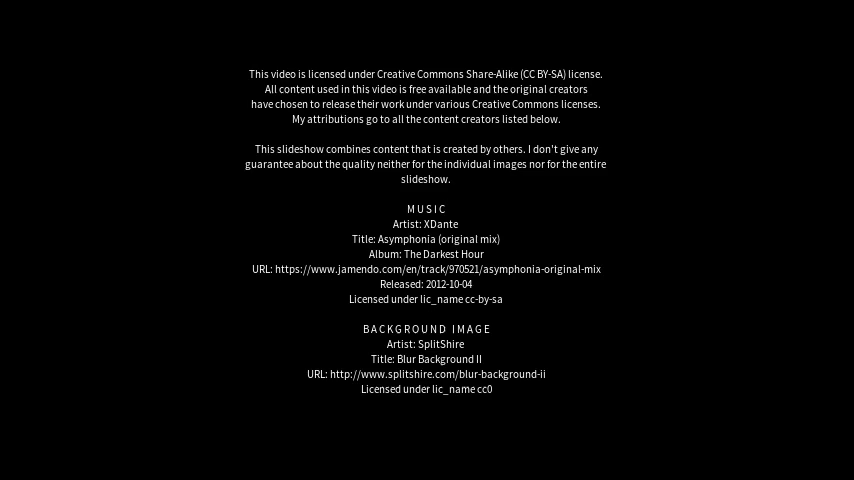 This video is licensed under Creative Commons Share-Alike (CC BY-SA) license.
All content used in this video is free available and the original creators
have chosen to release their work under various Creative Commons licenses.
My attributions go to all the content creators listed below.
This slideshow combines content that is created by others. I don't give any
guarantee about the quality neither for the individual images nor for the entire
slideshow.
MUSIC
Artist: XDante
Title: Asymphonia (original mix)
Album: The Darkest Hour
URL: https://www.jamendo.com/en/track/970521/asymphonia-original-mix
Released: 2012-10-04
Licensed under lic_name cc-by-sa
BACKGROUND IMAGE
Artist: SplitShire
Title: Blur Background II
URL: http://www.splitshire.com/blur-background-ii
Licensed under lic_name cc0